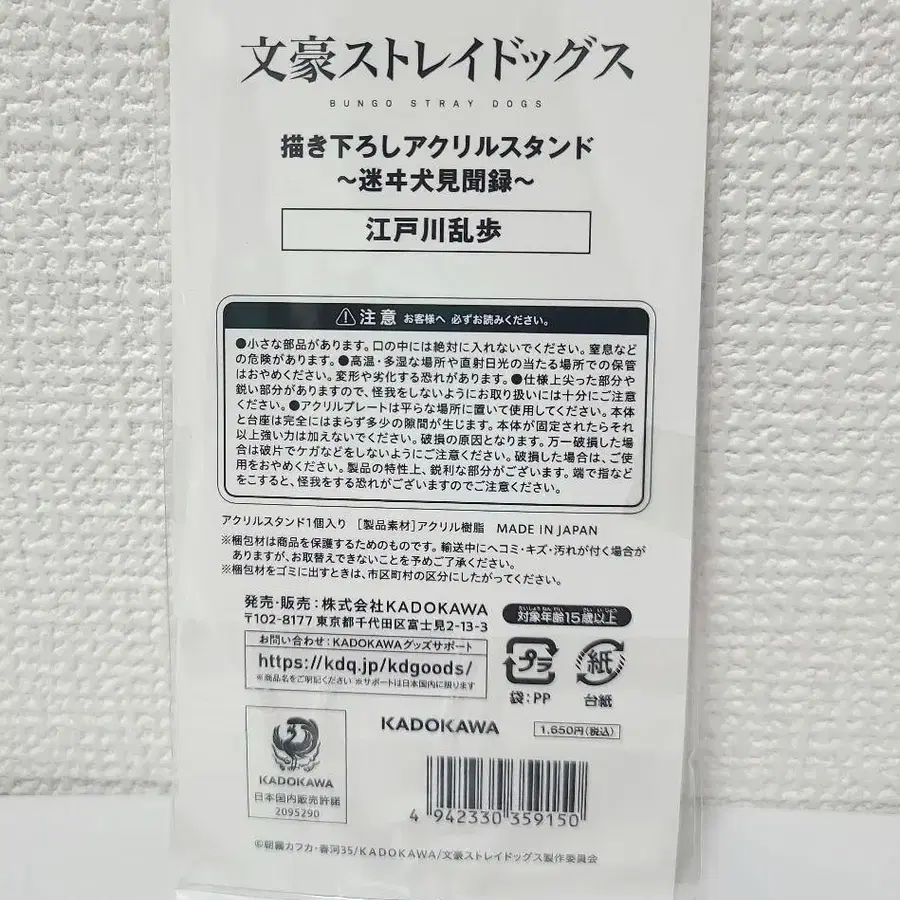 文豪ストレイドッグス
BUNGO STRAY DOGS
描き下ろしアクリルスタンド
～迷ヰ犬見聞録～
江戸川乱歩
⚠注意 お客様へ 必ずお読みください。
●小さな部品があります。口の中には絶対に入れないでください。窒息など
の危険があります。●高温・多湿な場所や直射日光の当たる場所での保管
はおやめください。変形や劣化する恐れがあります。●仕様上尖った部分や
鋭い部分がありますので、怪我をしないようにお取り扱いには十分にご注意
ください。●アクリルプレートは平らな場所に置いて使用してください。本体
と台座は完全にはまらず多少の隙間が生じます。本体が固定されたらそれ
以上強い力は加えないでください。破損の原因となります。万一破損した場
合は破片でケガなどをしないようにご注意ください。破損した場合は、ご使
用をおやめください。製品の特性上、鋭利な部分がございます。端で指など
をこすると、怪我をする恐れがございますのでご注意ください。
アクリルスタンド1個入り [製品素材]アクリル樹脂 MADE IN JAPAN
※梱包材は商品を保護するためのものです。輸送中にヘコミ・キズ・汚れが付く場合が
ありますが、お取替えできないことを予めご了承ください。
※梱包材をゴミに出すときは、市区町村の区分にしたがってください。
発売・販売：株式会社KADOKAWA
〒102-8177 東京都千代田区富士見2-13-3
お問い合わせ：KADOKAWAグッズサポート
https://kdq.jp/kdgoods/
※商品名をご明記ください ※サポートは日本国内に限ります
たいしょうねんれい さい いじょう
対象年齢15歳以上
プラ
袋：PP
紙
台紙
KADOKAWA
1,650円(税込)
KADOKAWA
日本国内販売許諾
2095290
4 942330 359150
©朝霧カフカ・春河35/KADOKAWA/文豪ストレイドッグス製作委員会